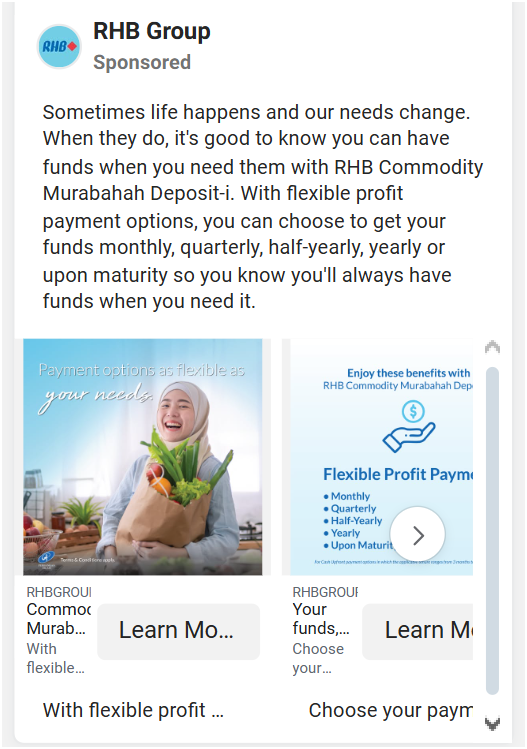 RHB Group
RHB
Sponsored
Sometimes life happens and our needs change.
When they do, it's good to know you can have
funds when you need them with RHB Commodity
Murabahah Deposit-i. With flexible profit
payment options, you can choose to get your
funds monthly, quarterly, half-yearly, yearly or
upon maturity so you know you'll always have
funds when you need it.
Payment options as flexible as
your needs.
Terms & Conditions apply.
Enjoy these benefits with
RHB Commodity Murabahah Depo
$
Flexible Profit Payme
• Monthly
• Quarterly
• Half-Yearly
• Yearly
• Upon Maturit
RHBGROUP
Commod
Murab...
With
flexible...
Learn Mo...
With flexible profit ...
RHBGROUP
Your
funds,...
Choose
your...
Learn Mo
Choose your paym